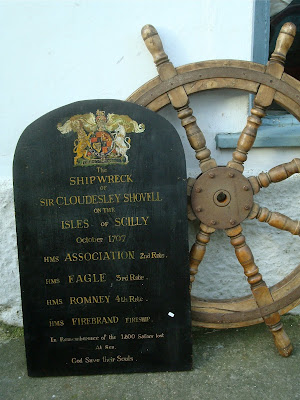 The
SHIPWRECK
OF
SIR CLOUDESLEY SHOVELL
ON THE
ISLES OF SCILLY
October 1707
HMS ASSOCIATION 2nd Rate.
HMS EAGLE 3rd Rate.
HMS ROMNEY 4th Rate.
HMS FIREBRAND FIRESHIP
In Remembrance of the 1,800 Sailors lost
At Sea.
God Save their Souls.